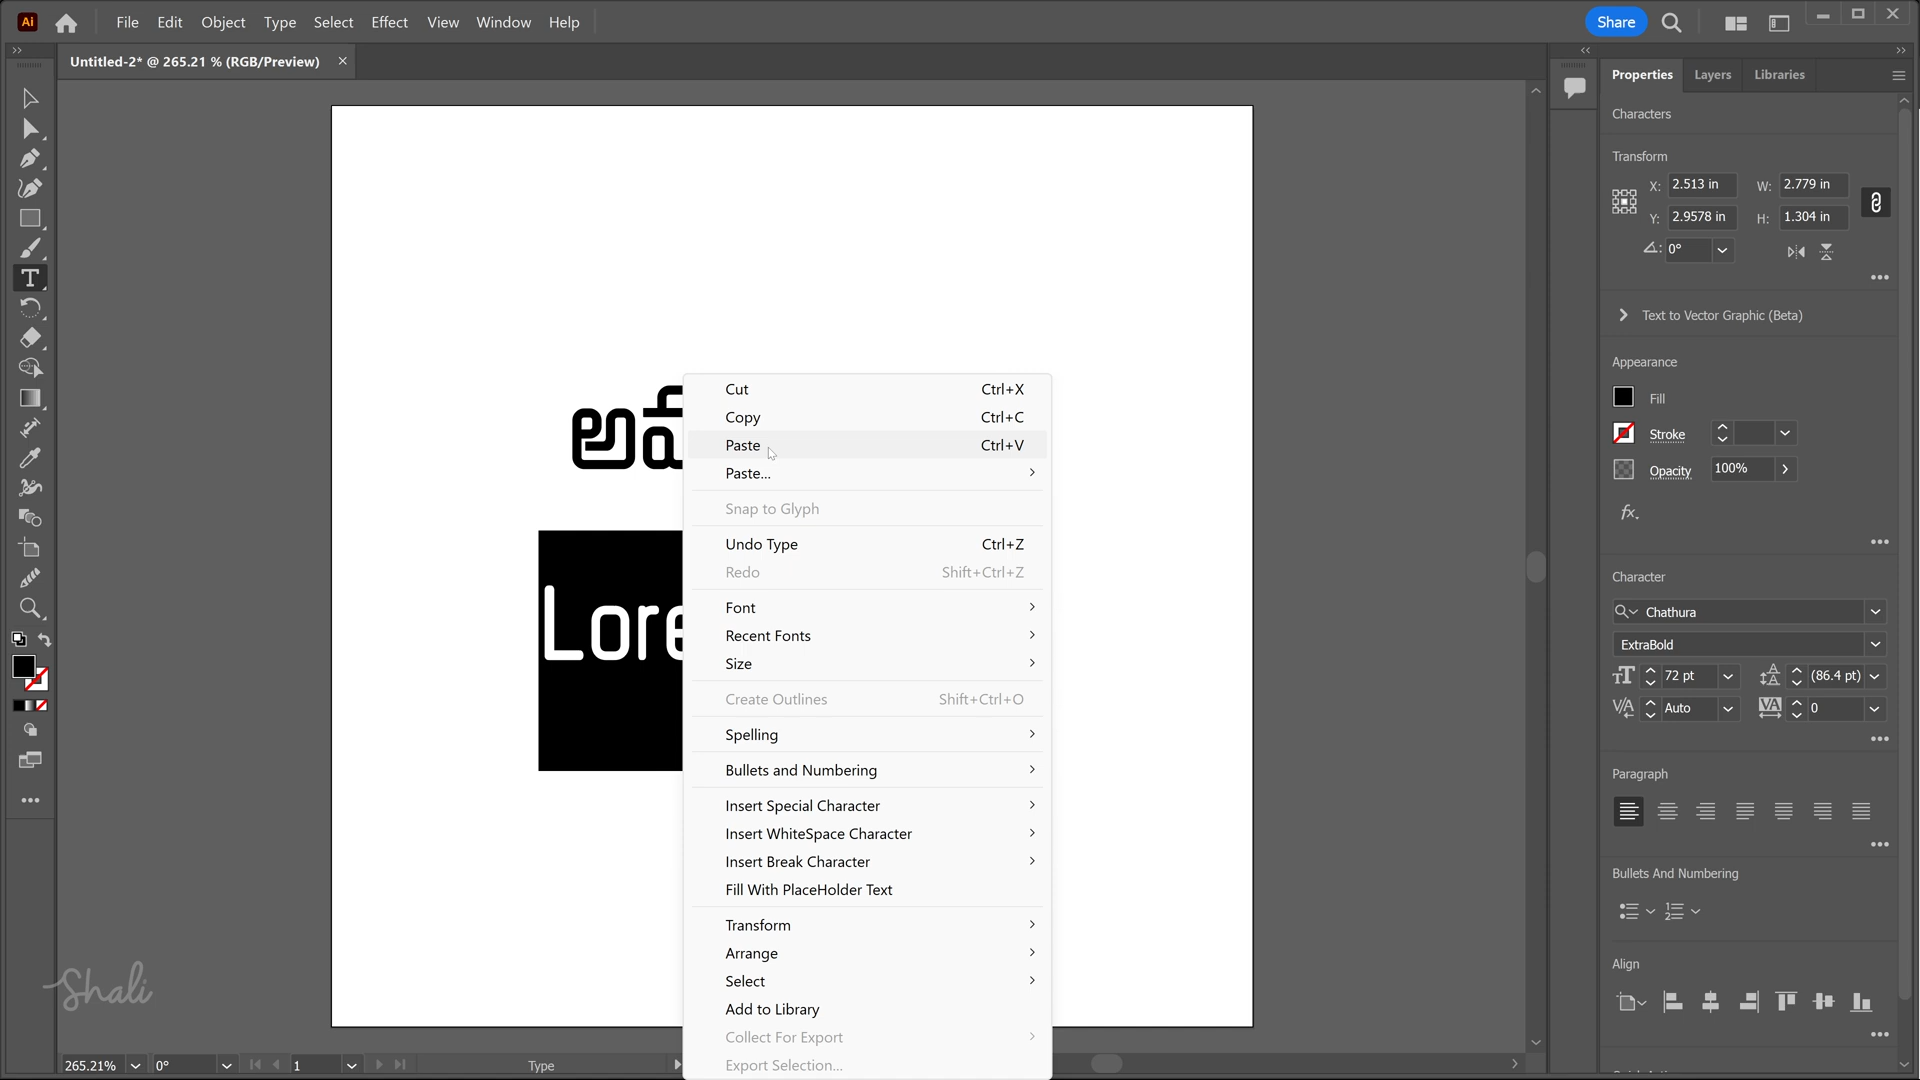 Ai File Edit Object Type Select Effect View Window Help Share
Untitled-2* @ 265.21 % (RGB/Preview) ×
Properties Layers Libraries
Characters
Transform
X: 2.513 in W: 2.779 in
Y: 2.9578 in H: 1.304 in
0°
Text to Vector Graphic (Beta)
Appearance
Fill
Stroke
Opacity 100%
fx.
Character
Chathura
ExtraBold
72 pt (86.4 pt)
Auto 0
Paragraph
Bullets And Numbering
Align
Lore
Cut Ctrl+X
Copy Ctrl+C
Paste Ctrl+V
Paste...
Snap to Glyph
Undo Type Ctrl+Z
Redo Shift+Ctrl+Z
Font
Recent Fonts
Size
Create Outlines Shift+Ctrl+O
Spelling
Bullets and Numbering
Insert Special Character
Insert WhiteSpace Character
Insert Break Character
Fill With PlaceHolder Text
Transform
Arrange
Select
Add to Library
Collect For Export
Export Selection...
Shali
265.21% 0° 1 Type